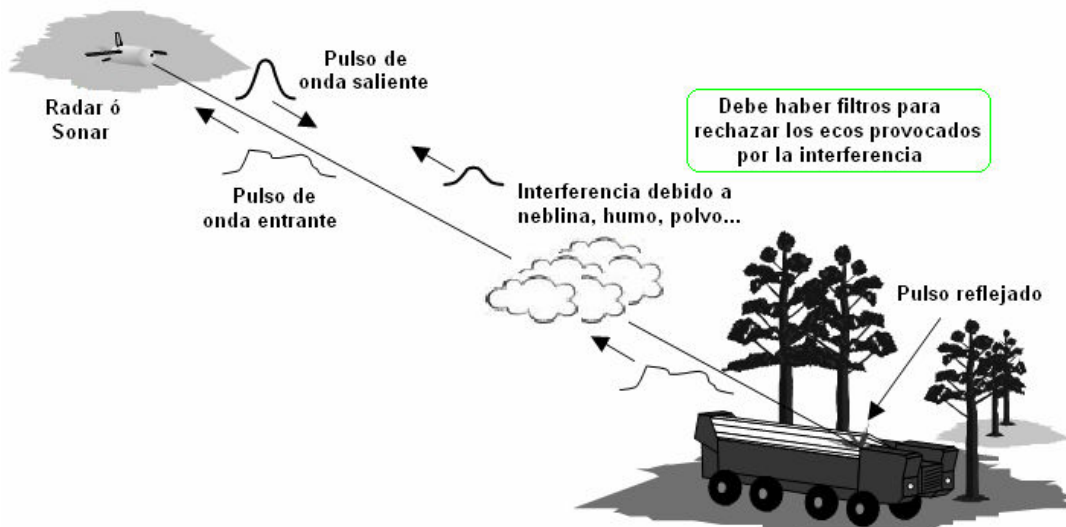 Pulso de
onda saliente
Radar ó
Sonar
Debe haber filtros para
rechazar los ecos provocados
por la interferencia
Pulso de
onda entrante
Interferencia debido a
neblina, humo, polvo...
Pulso reflejado